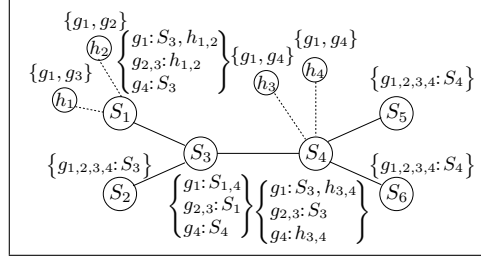 {g₁, g₂}
h₂
{g₁, g₃}
h₁
{g₁: S₃, h₁,₂
g₂,₃: h₁,₂
g₄: S₃}
{g₁, g₄}
h₃
{g₁, g₄}
h₄
{g₁,₂,₃,₄: S₄}
S₁
S₅
S₃
S₄
{g₁,₂,₃,₄: S₃}
{g₁,₂,₃,₄: S₄}
S₂
S₆
{g₁: S₁,₄
g₂,₃: S₁
g₄: S₄}
{g₁: S₃, h₃,₄
g₂,₃: S₃
g₄: h₃,₄}